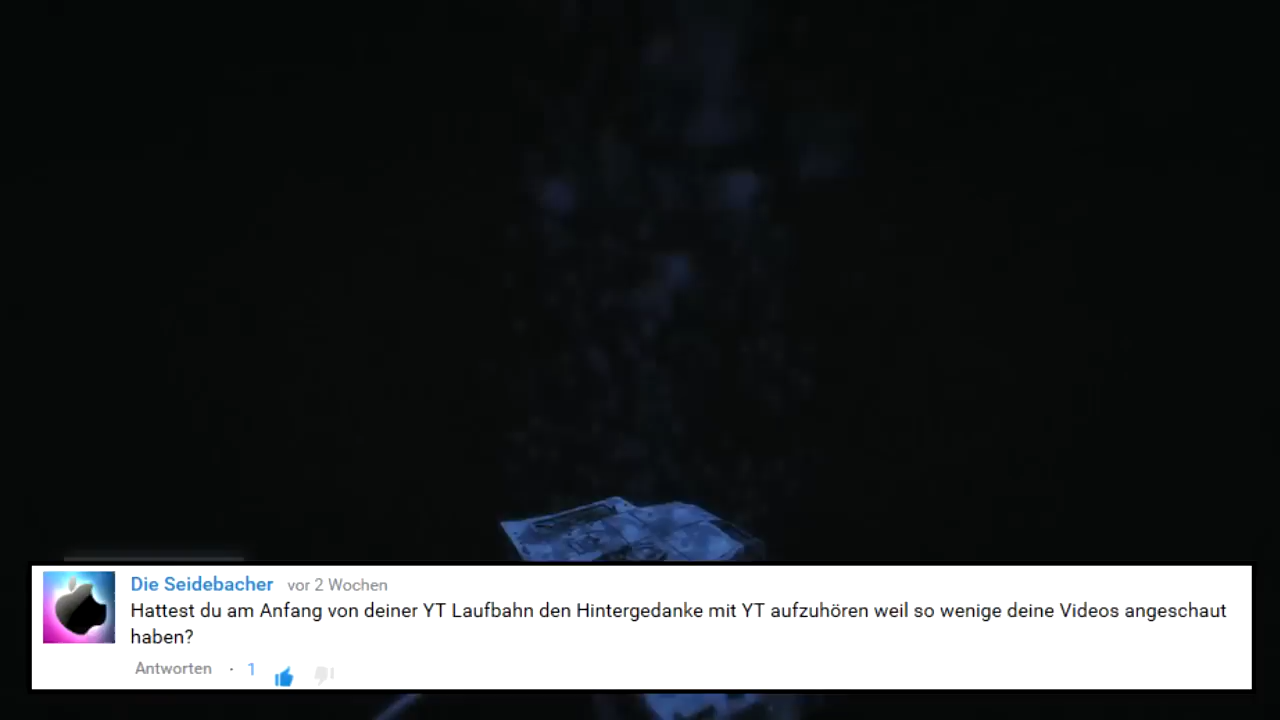 Die Seidebacher vor 2 Wochen
Hattest du am Anfang von deiner YT Laufbahn den Hintergedanke mit YT aufzuhören weil so wenige deine Videos angeschaut
haben?
Antworten · 1